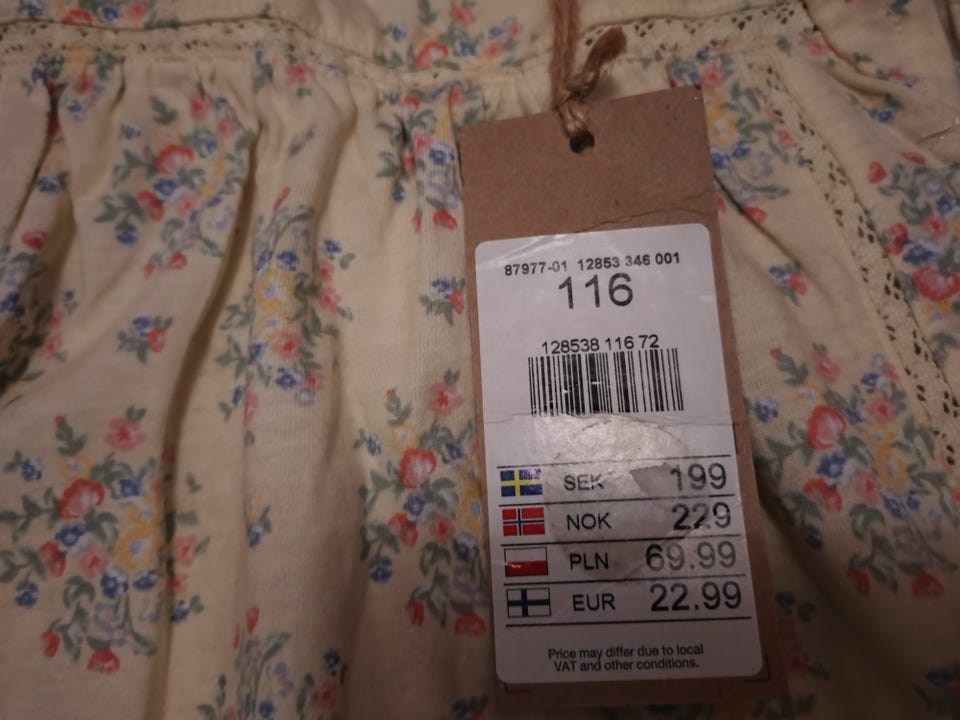 87977-01 12853 346 001
116
128538 116 72
SEK 199
NOK 229
PLN 69.99
EUR 22.99
Price may differ due to local
VAT and other conditions.